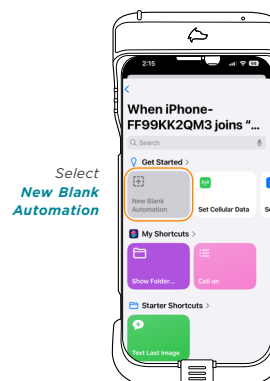 2:15
When iPhone-
FF99KK2QM3 joins “...
Search
Get Started >
New Blank
Automation
Set Cellular Data
Select
New Blank
Automation
My Shortcuts >
Show Folder...
Cell on
Starter Shortcuts >
Text Last Image